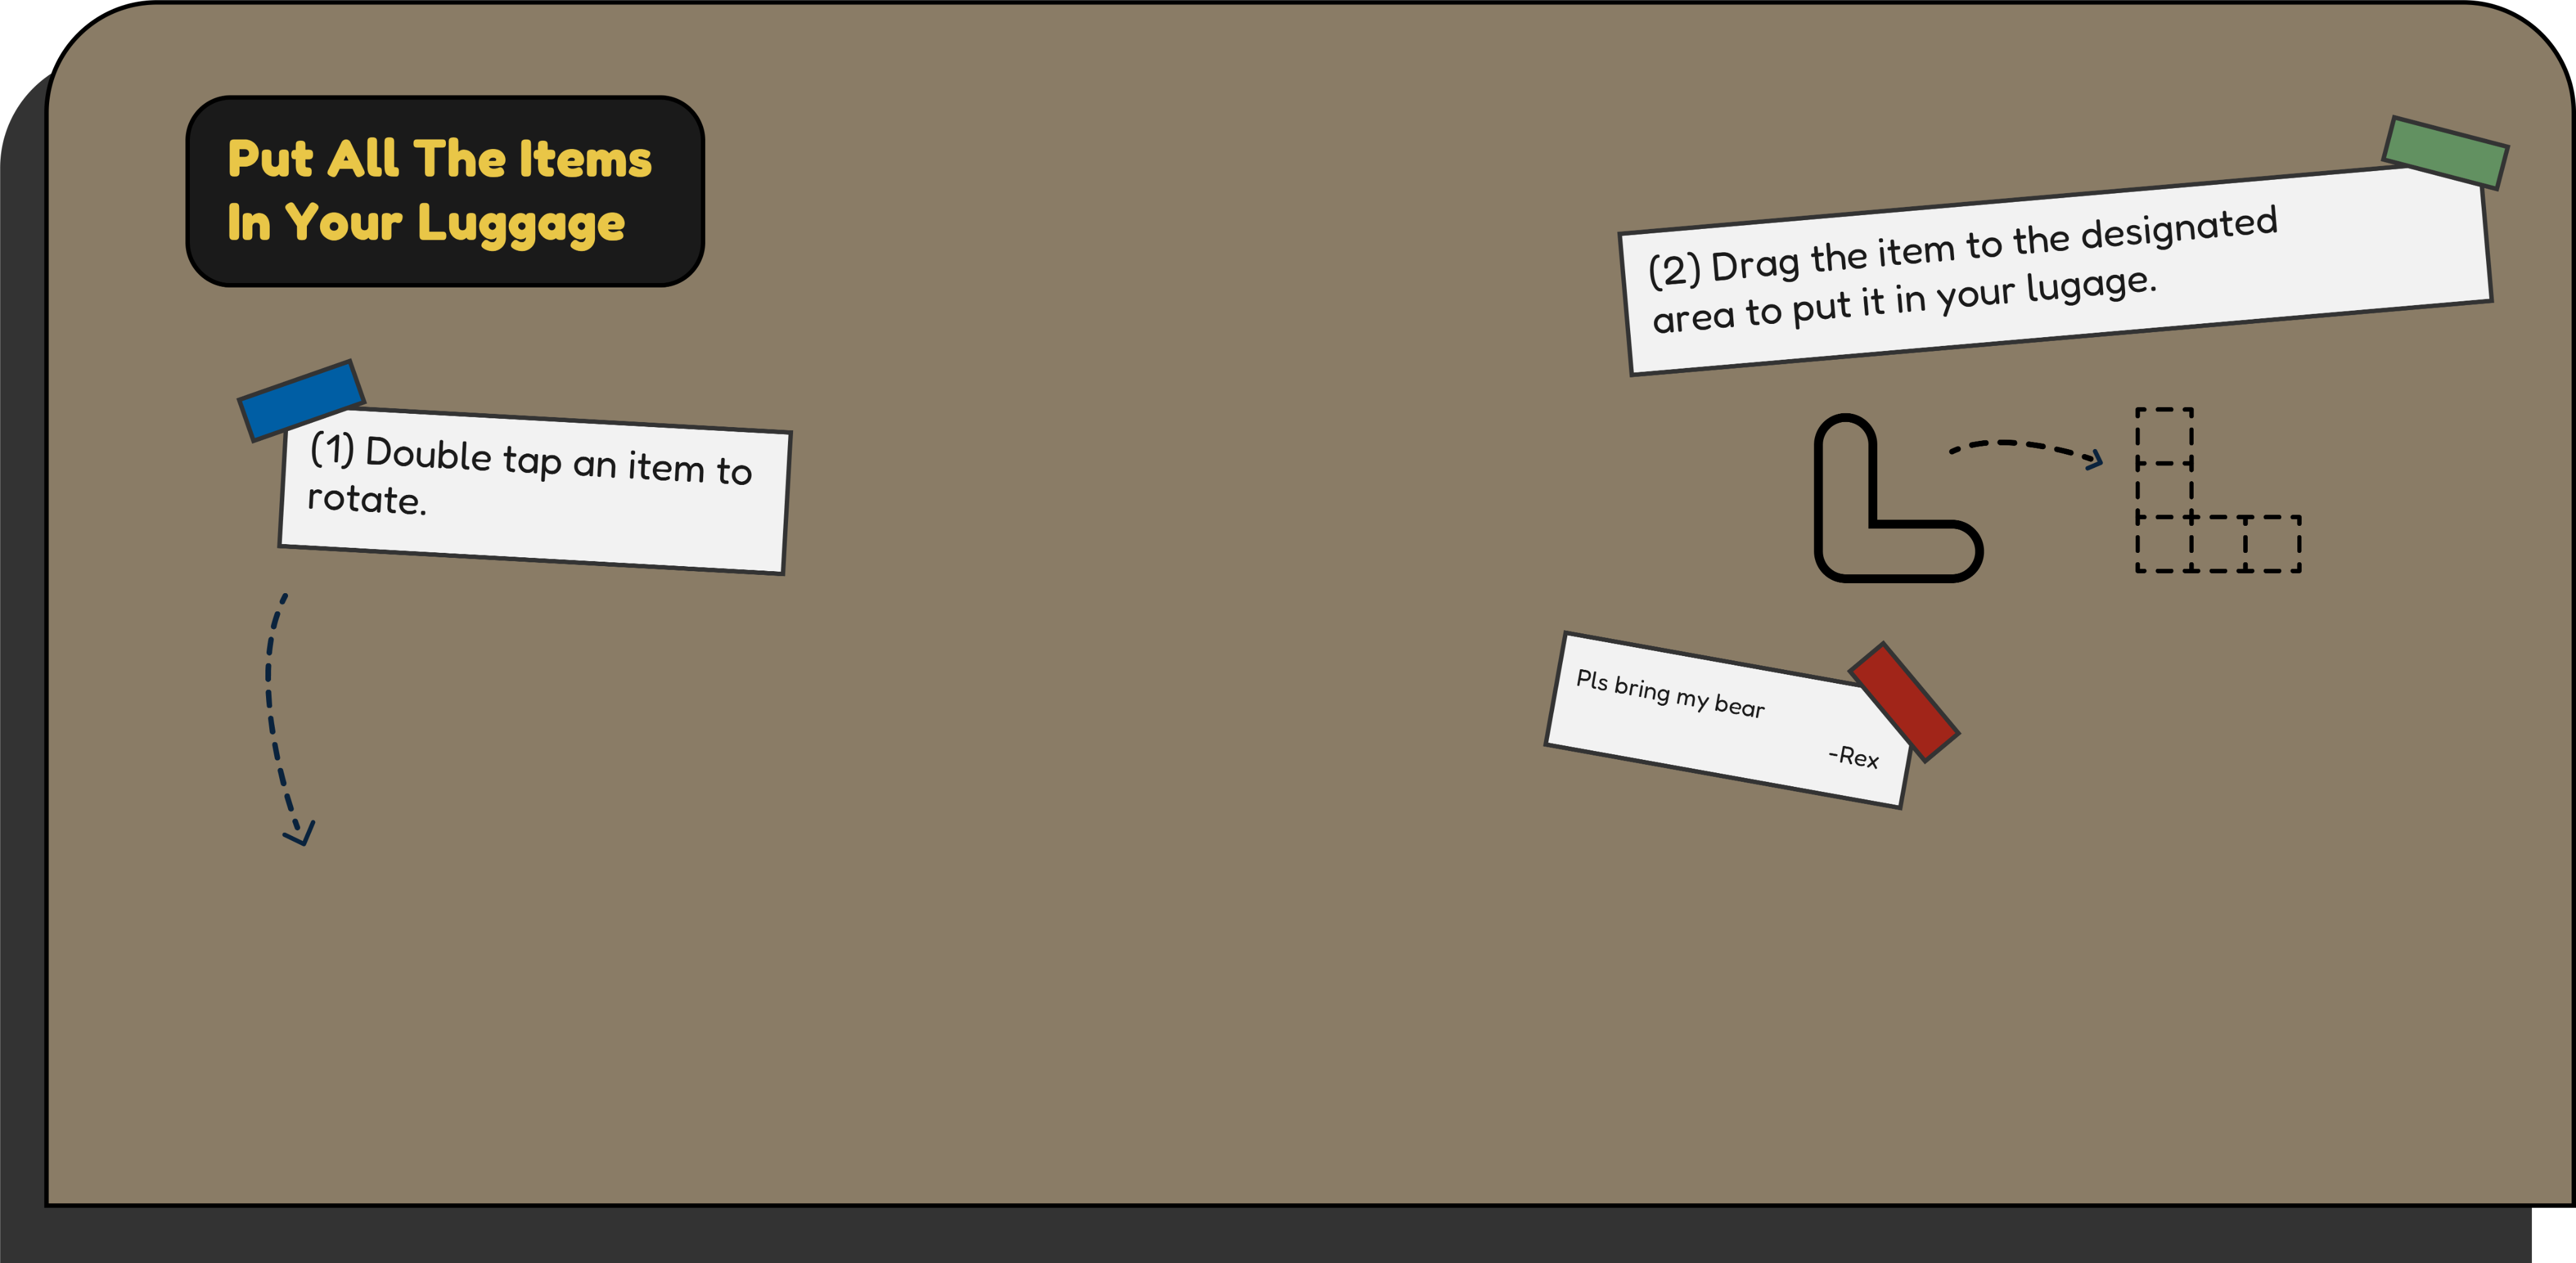 Put All The Items
In Your Luggage
(1) Double tap an item to
rotate.
(2) Drag the item to the designated
area to put it in your lugage.
Pls bring my bear
-Rex